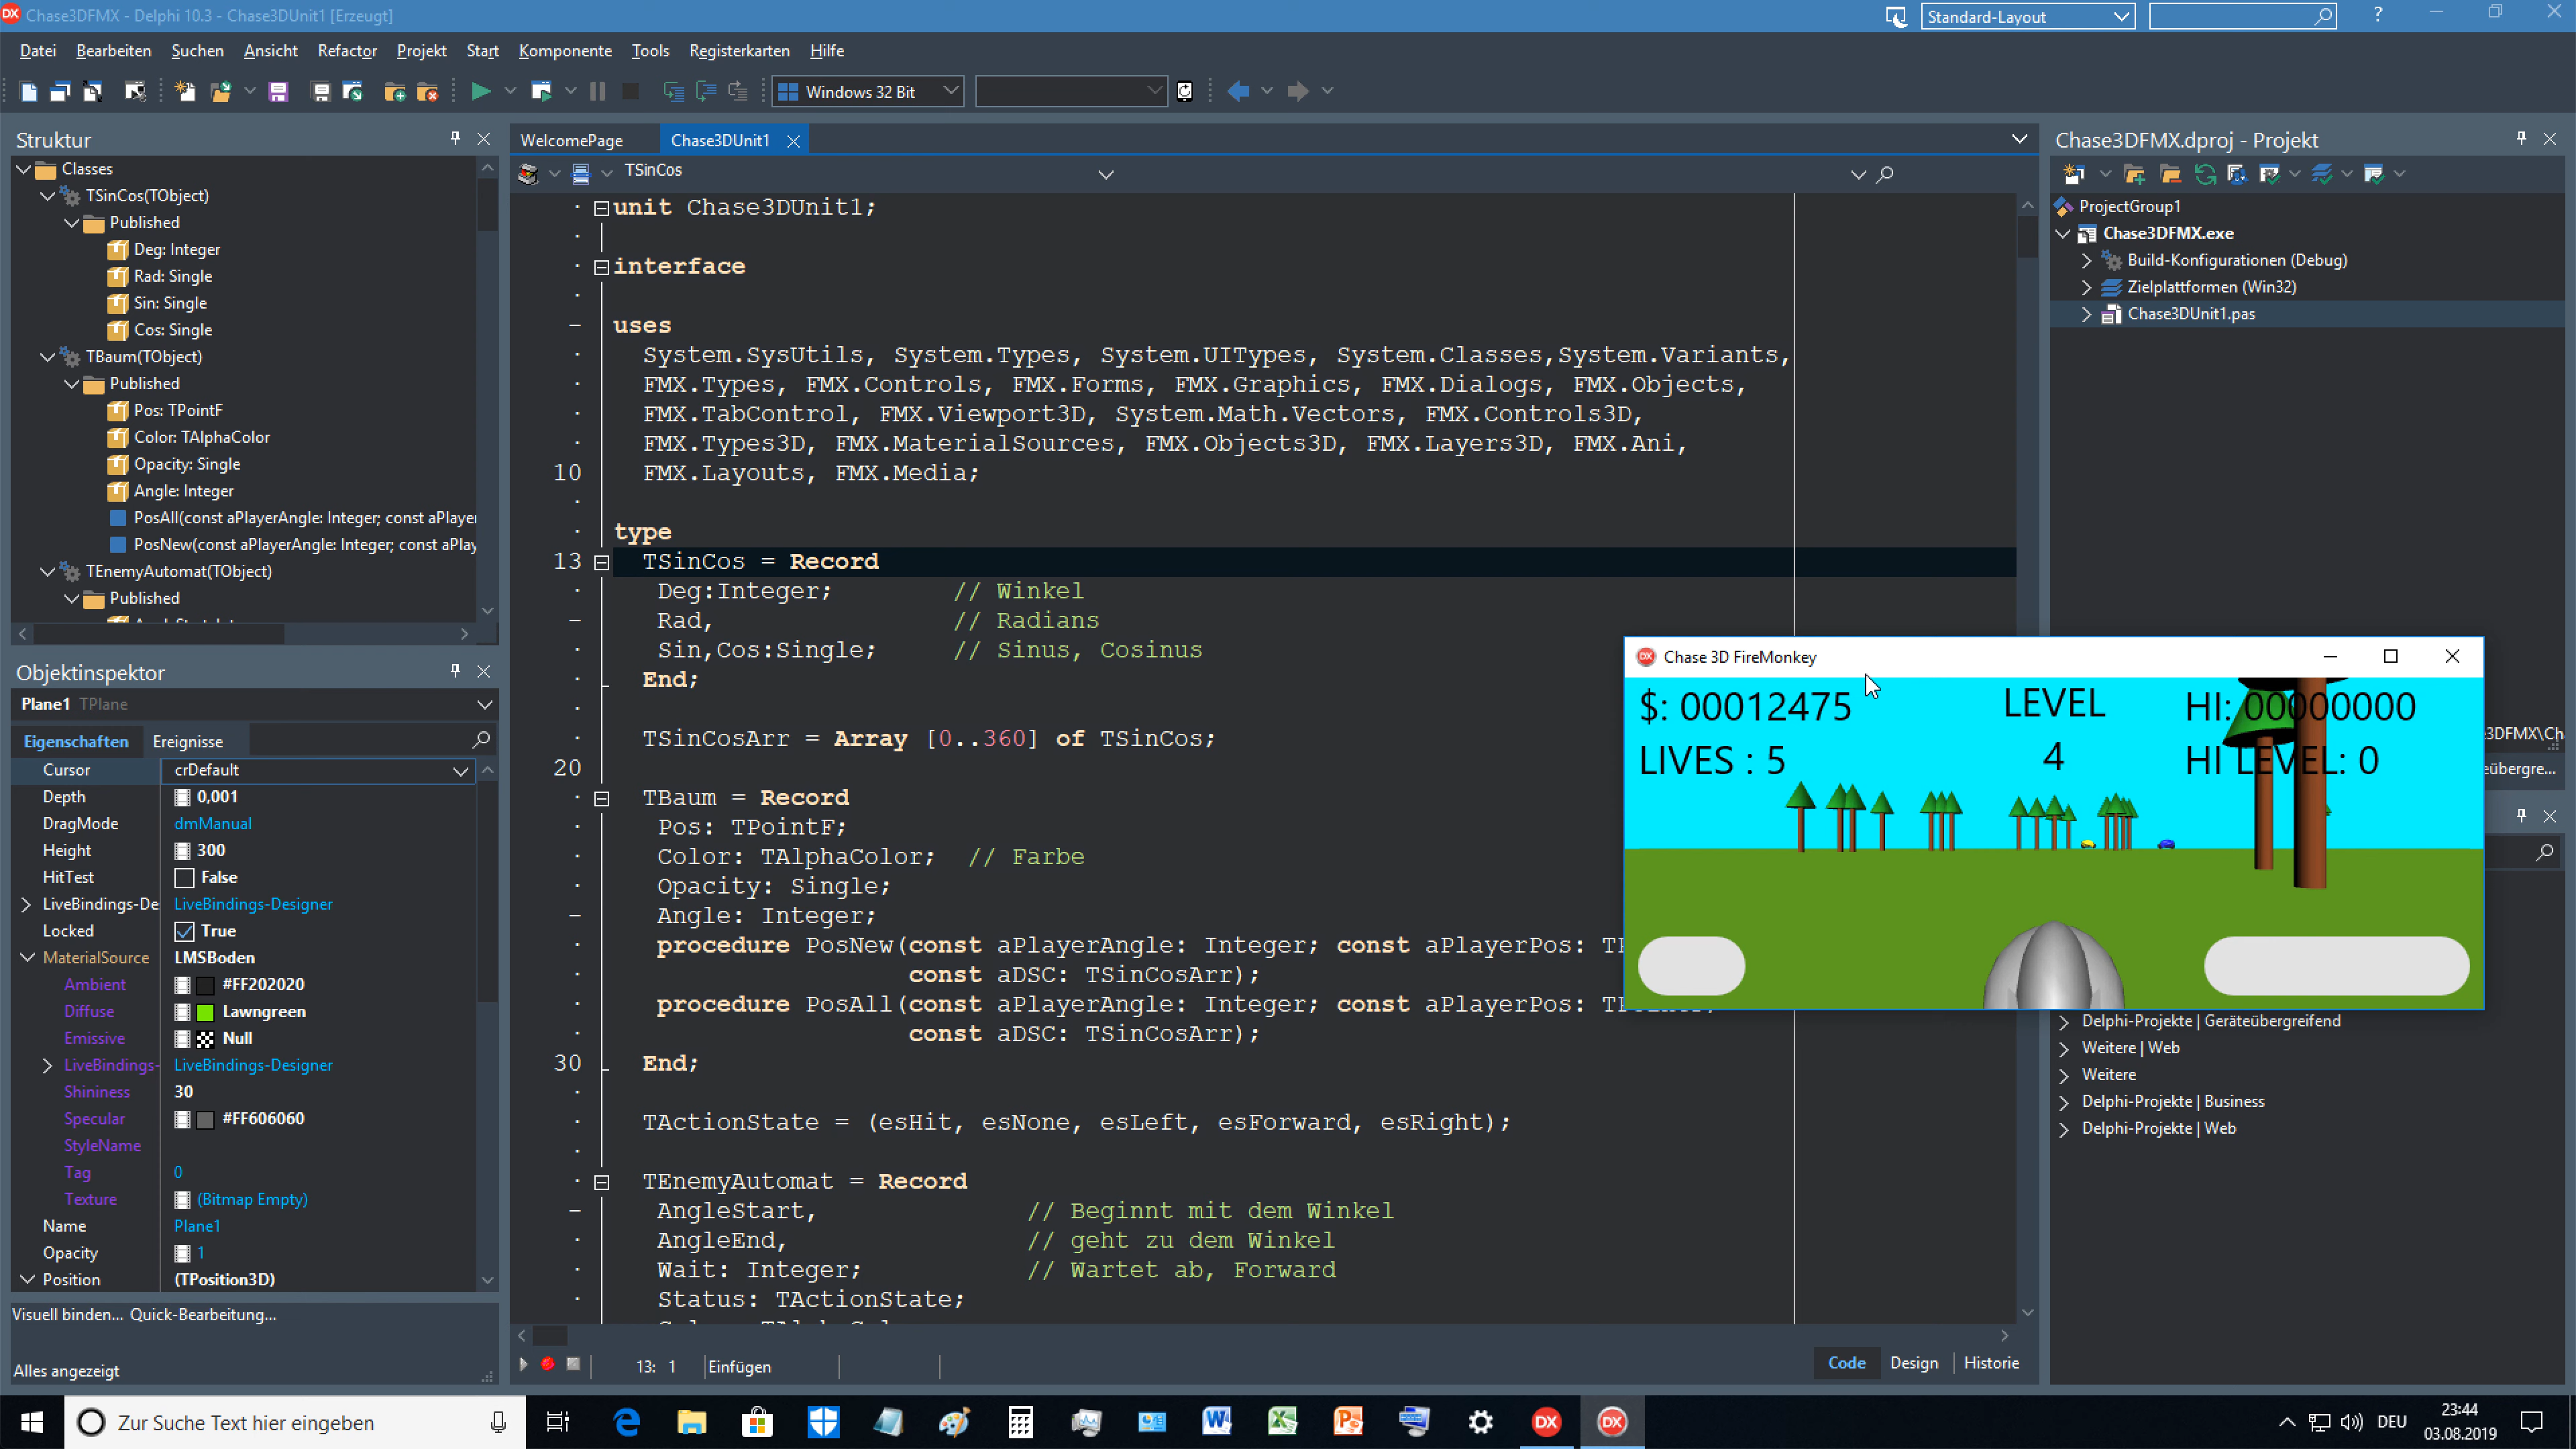 Chase3DFMX - Delphi 10.3 - Chase3DUnit1 [Erzeugt]
Standard-Layout
?
Datei Bearbeiten Suchen Ansicht Refactor Projekt Start Komponente Tools Registerkarten Hilfe
Windows 32 Bit
Struktur
Classes
TSinCos(TObject)
Published
Deg: Integer
Rad: Single
Sin: Single
Cos: Single
TBaum(TObject)
Published
Pos: TPointF
Color: TAlphaColor
Opacity: Single
Angle: Integer
PosAll(const aPlayerAngle: Integer; const aPlayer
PosNew(const aPlayerAngle: Integer; const aPlay
TEnemyAutomat(TObject)
Published
Objektinspektor
Plane1 TPlane
Eigenschaften Ereignisse
Cursor crDefault
Depth 0,001
DragMode dmManual
Height 300
HitTest False
LiveBindings-De LiveBindings-Designer
Locked True
MaterialSource LMSBoden
Ambient #FF202020
Diffuse Lawngreen
Emissive Null
LiveBindings- LiveBindings-Designer
Shininess 30
Specular #FF606060
StyleName
Tag 0
Texture (Bitmap Empty)
Name Plane1
Opacity 1
Position (TPosition3D)
Visuell binden... Quick-Bearbeitung...
Alles angezeigt
WelcomePage Chase3DUnit1
TSinCos
unit Chase3DUnit1;
interface
uses
System.SysUtils, System.Types, System.UITypes, System.Classes,System.Variants,
FMX.Types, FMX.Controls, FMX.Forms, FMX.Graphics, FMX.Dialogs, FMX.Objects,
FMX.TabControl, FMX.Viewport3D, System.Math.Vectors, FMX.Controls3D,
FMX.Types3D, FMX.MaterialSources, FMX.Objects3D, FMX.Layers3D, FMX.Ani,
10 FMX.Layouts, FMX.Media;
type
13 TSinCos = Record
Deg:Integer; // Winkel
Rad, // Radians
Sin,Cos:Single; // Sinus, Cosinus
End;
TSinCosArr = Array [0..360] of TSinCos;
20
TBaum = Record
Pos: TPointF;
Color: TAlphaColor; // Farbe
Opacity: Single;
Angle: Integer;
procedure PosNew(const aPlayerAngle: Integer; const aPlayerPos:
const aDSC: TSinCosArr);
procedure PosAll(const aPlayerAngle: Integer; const aPlayerPos:
const aDSC: TSinCosArr);
30 End;
TActionState = (esHit, esNone, esLeft, esForward, esRight);
TEnemyAutomat = Record
AngleStart, // Beginnt mit dem Winkel
AngleEnd, // geht zu dem Winkel
Wait: Integer; // Wartet ab, Forward
Status: TActionState;
13: 1 Einfügen
Code Design Historie
Chase3DFMX.dproj - Projekt
ProjectGroup1
Chase3DFMX.exe
Build-Konfigurationen (Debug)
Zielplattformen (Win32)
Chase3DUnit1.pas
3DFMX\Ch
eübergre...
Chase 3D FireMonkey
$: 00012475 LEVEL HI: 00000000
LIVES : 5 4 HI LEVEL: 0
Delphi-Projekte | Geräteübergreifend
Weitere | Web
Weitere
Delphi-Projekte | Business
Delphi-Projekte | Web
Zur Suche Text hier eingeben
DEU
23:44
03.08.2019